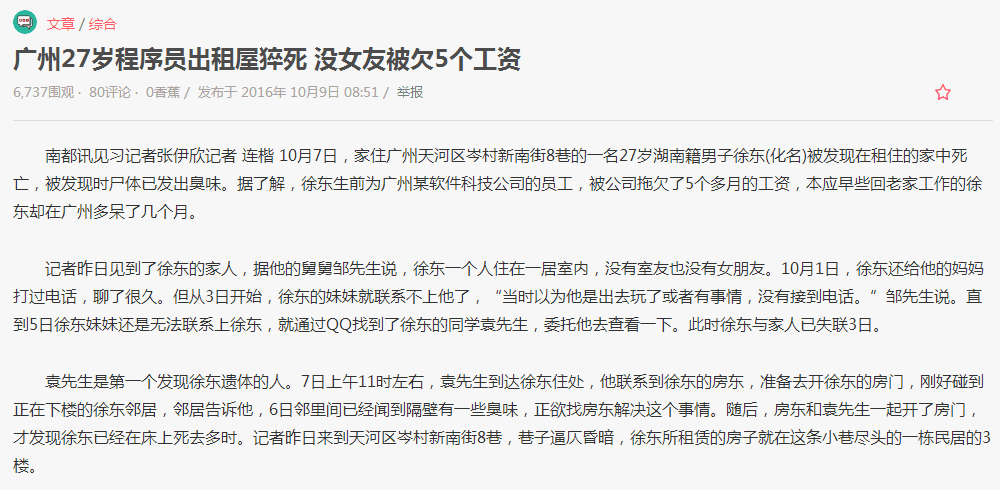 文章 / 综合
广州27岁程序员出租屋猝死 没女友被欠5个工资
6,737围观 · 80评论 · 0香蕉 / 发布于 2016年 10月9日 08:51 / 举报
南都讯见习记者张伊欣记者 连楷 10月7日，家住广州天河区岑村新南街8巷的一名27岁湖南籍男子徐东(化名)被发现在租住的家中死
亡，被发现时尸体已发出臭味。据了解，徐东生前为广州某软件科技公司的员工，被公司拖欠了5个多月的工资，本应早些回老家工作的徐
东却在广州多呆了几个月。
记者昨日见到了徐东的家人，据他的舅舅邹先生说，徐东一个人住在一居室内，没有室友也没有女朋友。10月1日，徐东还给他的妈妈
打过电话，聊了很久。但从3日开始，徐东的妹妹就联系不上他了，“当时以为他是出去玩了或者有事情，没有接到电话。”邹先生说。直
到5日徐东妹妹还是无法联系上徐东，就通过QQ找到了徐东的同学袁先生，委托他去查看一下。此时徐东与家人已失联3日。
袁先生是第一个发现徐东遗体的人。7日上午11时左右，袁先生到达徐东住处，他联系到徐东的房东，准备去开徐东的房门，刚好碰到
正在下楼的徐东邻居，邻居告诉他，6日邻里间已经闻到隔壁有一些臭味，正欲找房东解决这个事情。随后，房东和袁先生一起开了房门，
才发现徐东已经在床上死去多时。记者昨日来到天河区岑村新南街8巷，巷子逼仄昏暗，徐东所租赁的房子就在这条小巷尽头的一栋民居的3
楼。